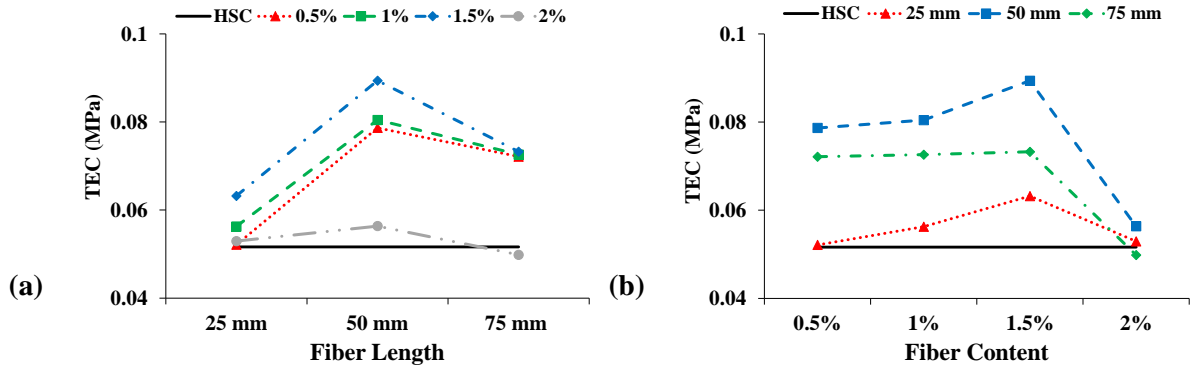 HSC 0.5% 1% 1.5% 2%
0.1
0.08
0.06
0.04
TEC (MPa)
25 mm 50 mm 75 mm
Fiber Length
(a)
HSC 25 mm 50 mm 75 mm
0.1
0.08
0.06
0.04
TEC (MPa)
0.5% 1% 1.5% 2%
Fiber Content
(b)